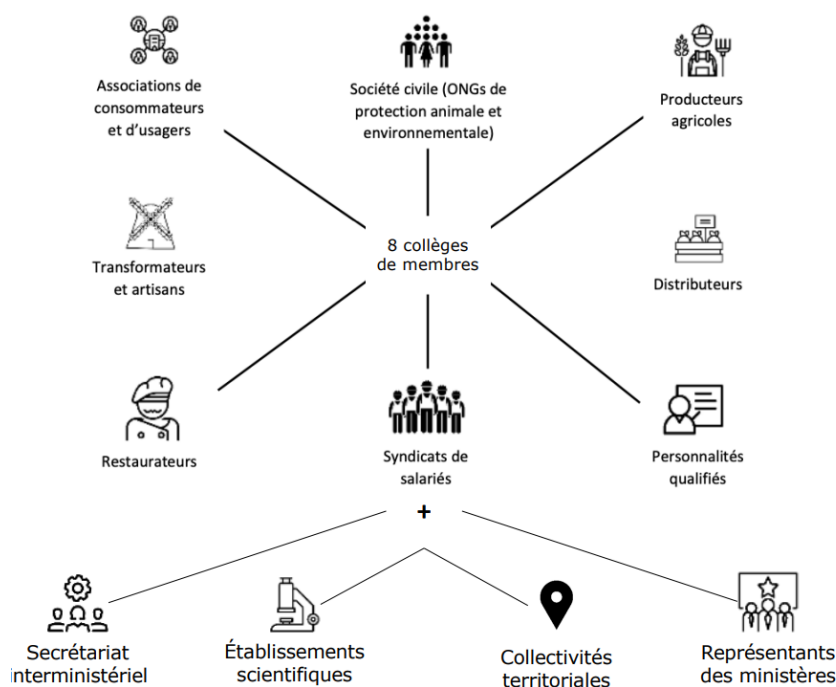 Associations de
consommateurs
et d'usagers
Société civile (ONGs de
protection animale et
environnementale)
Producteurs
agricoles
Transformateurs
et artisans
8 collèges
de membres
Distributeurs
Restaurateurs
Syndicats de
salariés
Personnalités
qualifiés
+
Secrétariat
interministériel
Établissements
scientifiques
Collectivités
territoriales
Représentants
des ministères